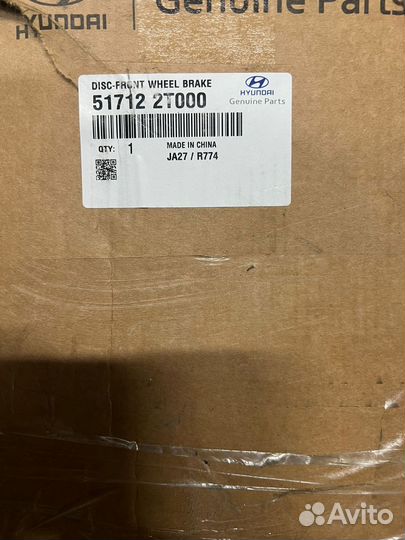 HYUNDAI
Genuine Parts
DISC-FRONT WHEEL BRAKE
51712 2T000
HYUNDAI
Genuine Parts
QTY: 1
MADE IN CHINA
JA27 / R774
Avito